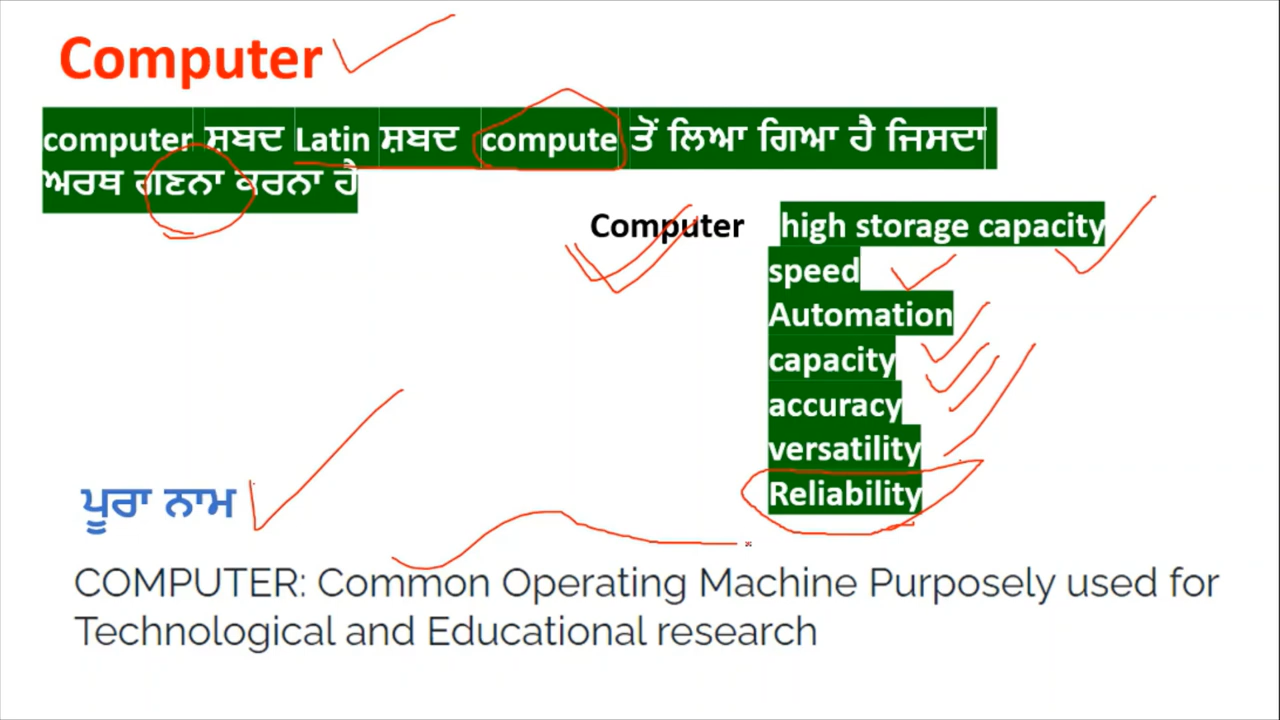 Computer
computer ਸ਼ਬਦ Latin ਸ਼ਬਦ compute ਤੋਂ ਲਿਆ ਗਿਆ ਹੈ ਜਿਸਦਾ
ਅਰਥ ਗਣਨਾ ਕਰਨਾ ਹੈ
Computer high storage capacity
speed
Automation
capacity
accuracy
versatility
Reliability
ਪੂਰਾ ਨਾਮ
COMPUTER: Common Operating Machine Purposely used for
Technological and Educational research